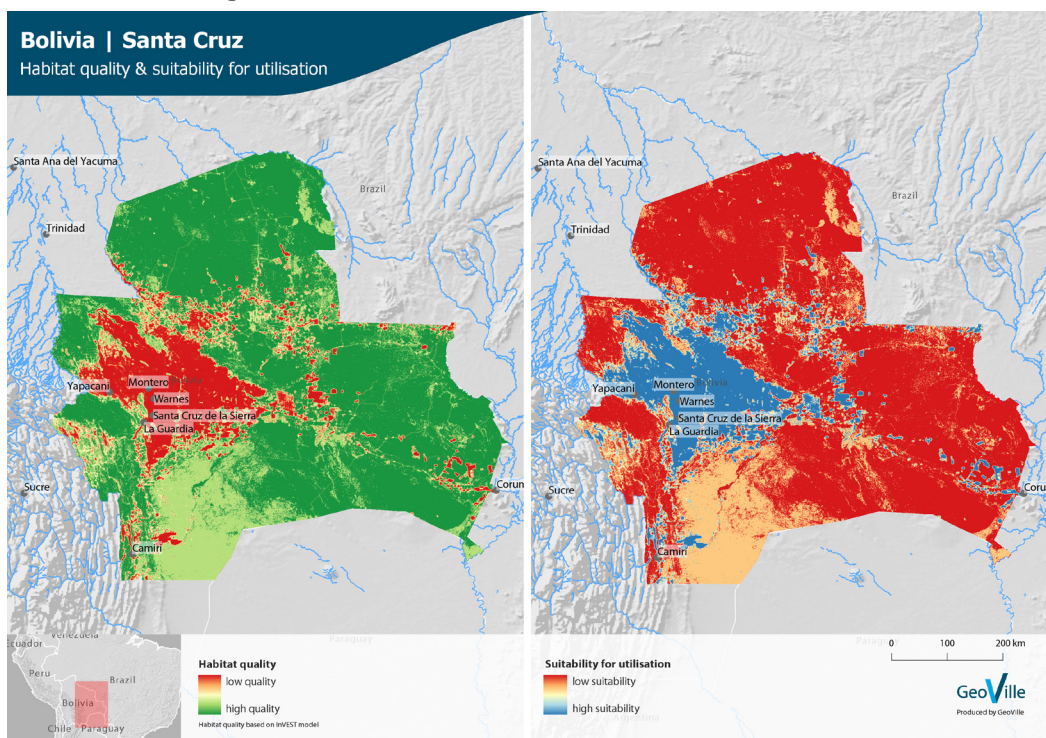 Bolivia | Santa Cruz
Habitat quality & suitability for utilisation
Santa Ana del Yacuma
Brazil
Trinidad
Yapacani
Montero
Warnes
Santa Cruz de la Sierra
La Guardia
Sucre
Corum
Camiri
Santa Ana del Yacuma
Brazil
Trinidad
Yapacani
Montero
Warnes
Santa Cruz de la Sierra
La Guardia
Sucre
Coru
Camiri
Venezuela
Ecuador
Peru
Brazil
Bolivia
Chile
Paraguay
Paraguay
Habitat quality
low quality
high quality
Habitat quality based on InVEST model
Suitability for utilisation
low suitability
high suitability
Argentina
0 100 200 km
GeoVille
Produced by GeoVille